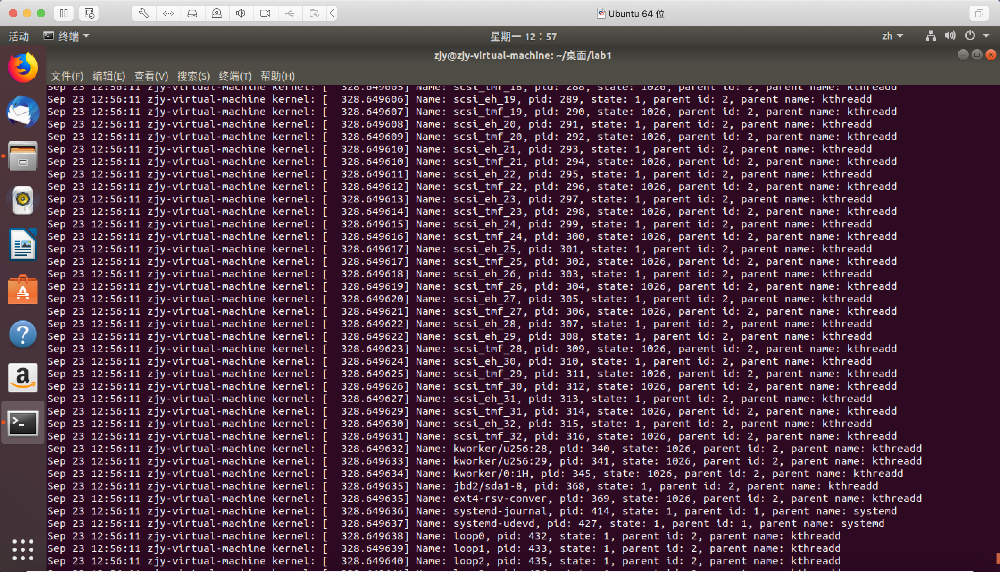 Ubuntu 64 位
活动 终端 星期一 12：57 zh
zjy@zjy-virtual-machine: ~/桌面/lab1
文件(F) 编辑(E) 查看(V) 搜索(S) 终端(T) 帮助(H)
Sep 23 12:56:11 zjy-virtual-machine kernel: [  328.649605] Name: scsi_tmf_18, pid: 288, state: 1026, parent id: 2, parent name: kthreadd
Sep 23 12:56:11 zjy-virtual-machine kernel: [  328.649606] Name: scsi_eh_19, pid: 289, state: 1, parent id: 2, parent name: kthreadd
Sep 23 12:56:11 zjy-virtual-machine kernel: [  328.649607] Name: scsi_tmf_19, pid: 290, state: 1026, parent id: 2, parent name: kthreadd
Sep 23 12:56:11 zjy-virtual-machine kernel: [  328.649608] Name: scsi_eh_20, pid: 291, state: 1, parent id: 2, parent name: kthreadd
Sep 23 12:56:11 zjy-virtual-machine kernel: [  328.649609] Name: scsi_tmf_20, pid: 292, state: 1026, parent id: 2, parent name: kthreadd
Sep 23 12:56:11 zjy-virtual-machine kernel: [  328.649610] Name: scsi_eh_21, pid: 293, state: 1, parent id: 2, parent name: kthreadd
Sep 23 12:56:11 zjy-virtual-machine kernel: [  328.649610] Name: scsi_tmf_21, pid: 294, state: 1026, parent id: 2, parent name: kthreadd
Sep 23 12:56:11 zjy-virtual-machine kernel: [  328.649611] Name: scsi_eh_22, pid: 295, state: 1, parent id: 2, parent name: kthreadd
Sep 23 12:56:11 zjy-virtual-machine kernel: [  328.649612] Name: scsi_tmf_22, pid: 296, state: 1026, parent id: 2, parent name: kthreadd
Sep 23 12:56:11 zjy-virtual-machine kernel: [  328.649613] Name: scsi_eh_23, pid: 297, state: 1, parent id: 2, parent name: kthreadd
Sep 23 12:56:11 zjy-virtual-machine kernel: [  328.649614] Name: scsi_tmf_23, pid: 298, state: 1026, parent id: 2, parent name: kthreadd
Sep 23 12:56:11 zjy-virtual-machine kernel: [  328.649615] Name: scsi_eh_24, pid: 299, state: 1, parent id: 2, parent name: kthreadd
Sep 23 12:56:11 zjy-virtual-machine kernel: [  328.649616] Name: scsi_tmf_24, pid: 300, state: 1026, parent id: 2, parent name: kthreadd
Sep 23 12:56:11 zjy-virtual-machine kernel: [  328.649617] Name: scsi_eh_25, pid: 301, state: 1, parent id: 2, parent name: kthreadd
Sep 23 12:56:11 zjy-virtual-machine kernel: [  328.649617] Name: scsi_tmf_25, pid: 302, state: 1026, parent id: 2, parent name: kthreadd
Sep 23 12:56:11 zjy-virtual-machine kernel: [  328.649618] Name: scsi_eh_26, pid: 303, state: 1, parent id: 2, parent name: kthreadd
Sep 23 12:56:11 zjy-virtual-machine kernel: [  328.649619] Name: scsi_tmf_26, pid: 304, state: 1026, parent id: 2, parent name: kthreadd
Sep 23 12:56:11 zjy-virtual-machine kernel: [  328.649620] Name: scsi_eh_27, pid: 305, state: 1, parent id: 2, parent name: kthreadd
Sep 23 12:56:11 zjy-virtual-machine kernel: [  328.649621] Name: scsi_tmf_27, pid: 306, state: 1026, parent id: 2, parent name: kthreadd
Sep 23 12:56:11 zjy-virtual-machine kernel: [  328.649622] Name: scsi_eh_28, pid: 307, state: 1, parent id: 2, parent name: kthreadd
Sep 23 12:56:11 zjy-virtual-machine kernel: [  328.649622] Name: scsi_eh_29, pid: 308, state: 1, parent id: 2, parent name: kthreadd
Sep 23 12:56:11 zjy-virtual-machine kernel: [  328.649623] Name: scsi_tmf_28, pid: 309, state: 1026, parent id: 2, parent name: kthreadd
Sep 23 12:56:11 zjy-virtual-machine kernel: [  328.649624] Name: scsi_eh_30, pid: 310, state: 1, parent id: 2, parent name: kthreadd
Sep 23 12:56:11 zjy-virtual-machine kernel: [  328.649625] Name: scsi_tmf_29, pid: 311, state: 1026, parent id: 2, parent name: kthreadd
Sep 23 12:56:11 zjy-virtual-machine kernel: [  328.649626] Name: scsi_tmf_30, pid: 312, state: 1026, parent id: 2, parent name: kthreadd
Sep 23 12:56:11 zjy-virtual-machine kernel: [  328.649627] Name: scsi_eh_31, pid: 313, state: 1, parent id: 2, parent name: kthreadd
Sep 23 12:56:11 zjy-virtual-machine kernel: [  328.649629] Name: scsi_tmf_31, pid: 314, state: 1026, parent id: 2, parent name: kthreadd
Sep 23 12:56:11 zjy-virtual-machine kernel: [  328.649630] Name: scsi_eh_32, pid: 315, state: 1, parent id: 2, parent name: kthreadd
Sep 23 12:56:11 zjy-virtual-machine kernel: [  328.649631] Name: scsi_tmf_32, pid: 316, state: 1026, parent id: 2, parent name: kthreadd
Sep 23 12:56:11 zjy-virtual-machine kernel: [  328.649632] Name: kworker/u256:28, pid: 340, state: 1026, parent id: 2, parent name: kthreadd
Sep 23 12:56:11 zjy-virtual-machine kernel: [  328.649633] Name: kworker/u256:29, pid: 341, state: 1026, parent id: 2, parent name: kthreadd
Sep 23 12:56:11 zjy-virtual-machine kernel: [  328.649634] Name: kworker/0:1H, pid: 345, state: 1026, parent id: 2, parent name: kthreadd
Sep 23 12:56:11 zjy-virtual-machine kernel: [  328.649635] Name: jbd2/sda1-8, pid: 368, state: 1, parent id: 2, parent name: kthreadd
Sep 23 12:56:11 zjy-virtual-machine kernel: [  328.649635] Name: ext4-rsv-conver, pid: 369, state: 1026, parent id: 2, parent name: kthreadd
Sep 23 12:56:11 zjy-virtual-machine kernel: [  328.649636] Name: systemd-journal, pid: 414, state: 1, parent id: 1, parent name: systemd
Sep 23 12:56:11 zjy-virtual-machine kernel: [  328.649637] Name: systemd-udevd, pid: 427, state: 1, parent id: 1, parent name: systemd
Sep 23 12:56:11 zjy-virtual-machine kernel: [  328.649638] Name: loop0, pid: 432, state: 1, parent id: 2, parent name: kthreadd
Sep 23 12:56:11 zjy-virtual-machine kernel: [  328.649639] Name: loop1, pid: 433, state: 1, parent id: 2, parent name: kthreadd
Sep 23 12:56:11 zjy-virtual-machine kernel: [  328.649640] Name: loop2, pid: 435, state: 1, parent id: 2, parent name: kthreadd